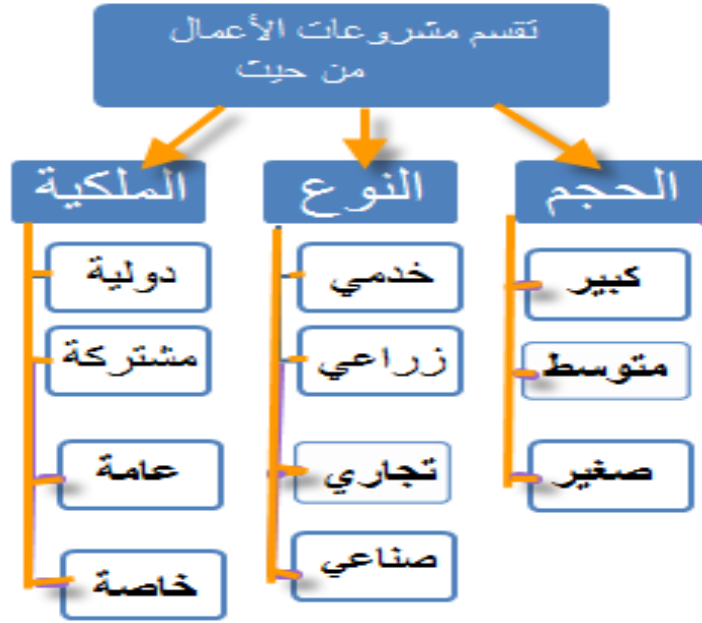 تقسم مشروعات الأعمال
من حيث
الحجم
كبير
متوسط
صغير
النوع
خدمي
زراعي
تجاري
صناعي
الملكية
دولية
مشتركة
عامة
خاصة